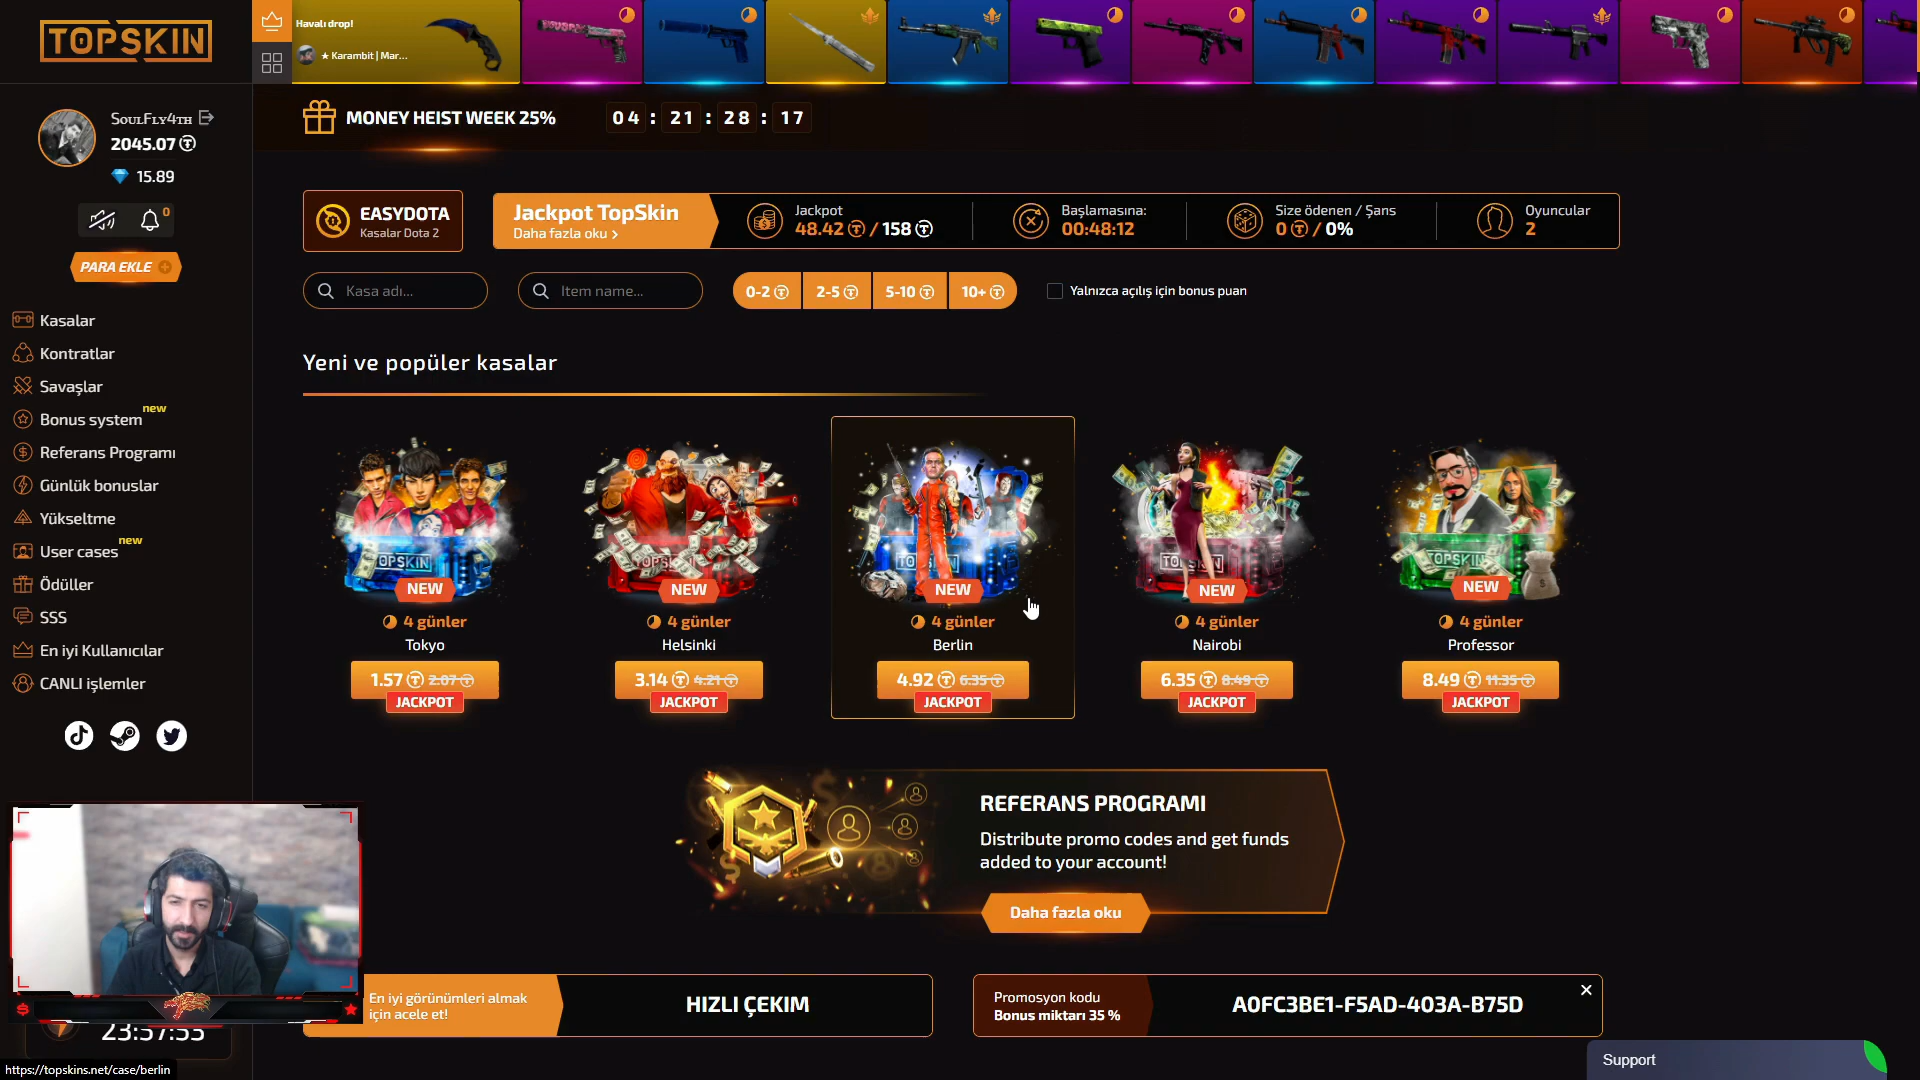 TOPSKIN
Havalı drop!
★ Karambit | Mar...
SoulFly4th
2045.07
15.89
0
PARA EKLE
Kasalar
Kontratlar
Savaşlar
Bonus system new
Referans Programı
Günlük bonuslar
Yükseltme
User cases new
Ödüller
SSS
En iyi Kullanıcılar
CANLI işlemler
MONEY HEIST WEEK 25%
04 : 21 : 28 : 17
EASYDOTA
Kasalar Dota 2
Jackpot TopSkin
Daha fazla oku >
Jackpot
48.42 / 158
Başlamasına:
00:48:12
Size ödenen / Şans
0 / 0%
Oyuncular
2
Kasa adı...
Item name...
0-2
2-5
5-10
10+
Yalnızca açılış için bonus puan
Yeni ve popüler kasalar
TOPSKIN
NEW
4 günler
Tokyo
1.57 2.07
JACKPOT
TOPSKIN
NEW
4 günler
Helsinki
3.14 4.21
JACKPOT
NEW
4 günler
Berlin
4.92 6.35
JACKPOT
NEW
4 günler
Nairobi
6.35 8.49
JACKPOT
TOPSKIN
NEW
4 günler
Professor
8.49 11.35
JACKPOT
REFERANS PROGRAMI
Distribute promo codes and get funds
added to your account!
Daha fazla oku
En iyi görünümleri almak
için acele et!
HIZLI ÇEKIM
Promosyon kodu
Bonus miktarı 35 %
A0FC3BE1-F5AD-403A-B75D
23:57:53
https://topskins.net/case/berlin
Support